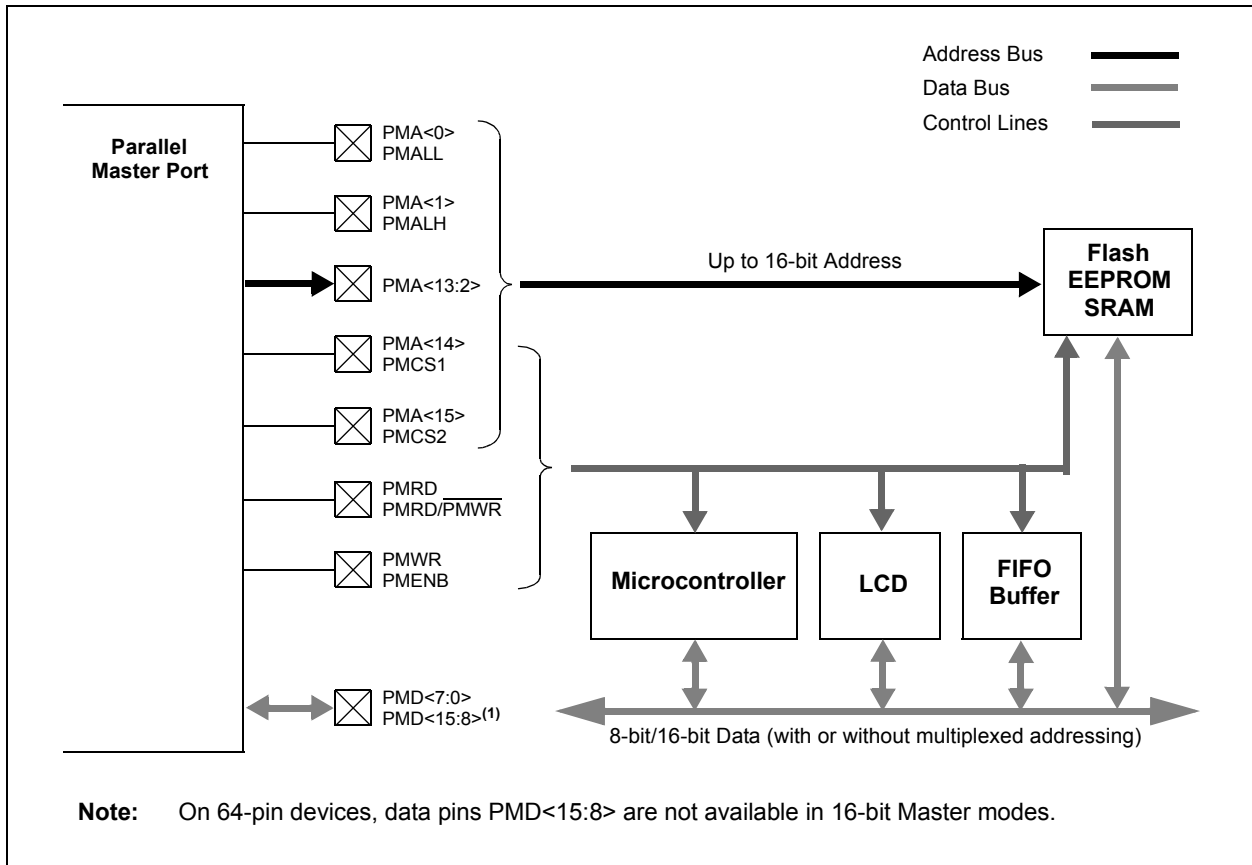 Address Bus
Data Bus
Control Lines
Parallel
Master Port
PMA<0>
PMALL
PMA<1>
PMALH
PMA<13:2>
PMA<14>
PMCS1
PMA<15>
PMCS2
PMRD
PMRD/PMWR
PMWR
PMENB
PMD<7:0>
PMD<15:8>(1)
Up to 16-bit Address
Flash
EEPROM
SRAM
Microcontroller
LCD
FIFO
Buffer
8-bit/16-bit Data (with or without multiplexed addressing)
Note: On 64-pin devices, data pins PMD<15:8> are not available in 16-bit Master modes.